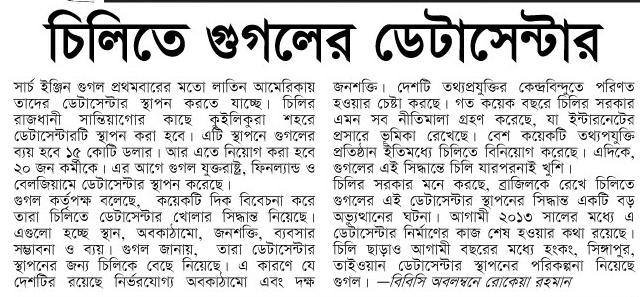 চিলিতে গুগলের ডেটাসেন্টার
সার্চ ইঞ্জিন গুগল প্রথমবারের মতো লাতিন আমেরিকায়
তাদের ডেটাসেন্টার স্থাপন করতে যাচ্ছে। চিলির
রাজধানী সান্তিয়াগোর কাছে কুইলিকুরা শহরে
ডেটাসেন্টারটি স্থাপন করা হবে। এটি স্থাপনে গুগলের
ব্যয় হবে ১৫ কোটি ডলার। আর এতে নিয়োগ করা হবে
২০ জন কর্মীকে। এর আগে গুগল যুক্তরাষ্ট্র, ফিনল্যান্ড ও
বেলজিয়ামে ডেটাসেন্টার স্থাপন করেছে।
গুগল কর্তৃপক্ষ বলেছে, কয়েকটি দিক বিবেচনা করে
তারা চিলিতে ডেটাসেন্টার খোলার সিদ্ধান্ত নিয়েছে।
এগুলো হচ্ছে স্থান, অবকাঠামো, জনশক্তি, ব্যবসার
সম্ভাবনা ও ব্যয়। গুগল জানায়, তারা ডেটাসেন্টার
স্থাপনের জন্য চিলিকে বেছে নিয়েছে। এ কারণে যে
দেশটির রয়েছে নির্ভরযোগ্য অবকাঠামো এবং দক্ষ
জনশক্তি। দেশটি তথ্যপ্রযুক্তির কেন্দ্রবিন্দুতে পরিণত
হওয়ার চেষ্টা করছে। গত কয়েক বছরে চিলির সরকার
এমন সব নীতিমালা গ্রহণ করেছে, যা ইন্টারনেটের
প্রসারে ভূমিকা রেখেছে। বেশ কয়েকটি তথ্যপযুক্তি
প্রতিষ্ঠান ইতিমধ্যে চিলিতে বিনিয়োগ করেছে। এদিকে,
গুগলের এই সিদ্ধান্তে চিলি যারপরনাই খুশি।
চিলির সরকার মনে করছে, ব্রাজিলকে রেখে চিলিতে
গুগলের এই ডেটাসেন্টার স্থাপনের সিদ্ধান্ত একটি বড়
অভ্যুত্থানের ঘটনা। আগামী ২০১৩ সালের মধ্যে এ
ডেটাসেন্টার নির্মাণের কাজ শেষ হওয়ার কথা রয়েছে।
চিলি ছাড়াও আগামী বছরের মধ্যে হংকং, সিঙ্গাপুর,
তাইওয়ান ডেটাসেন্টার স্থাপনের পরিকল্পনা নিয়েছে
গুগল। —বিবিসি অবলম্বনে রোকেয়া রহমান